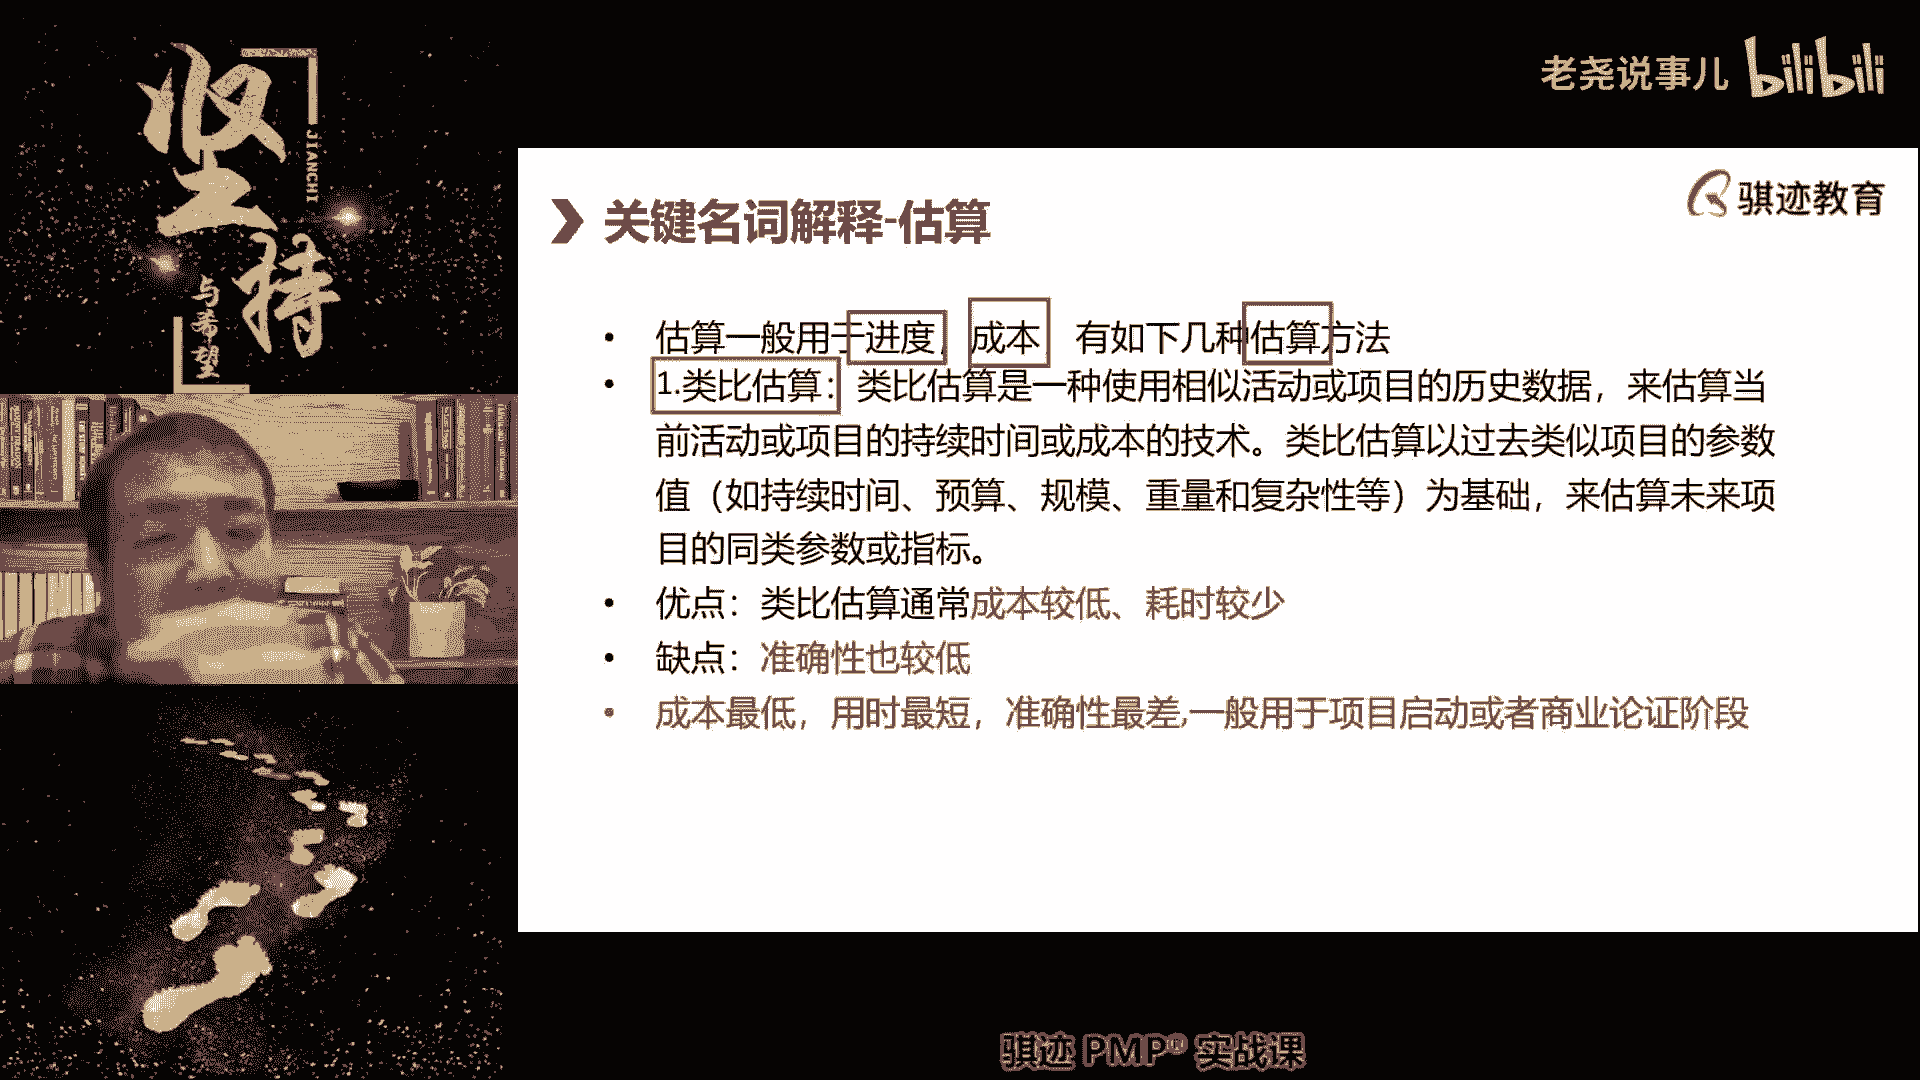 坚持
JIANCHI
与希望
老尧说事儿 bilibili
骐迹教育
关键名词解释-估算
• 估算一般用于进度, 成本 有如下几种估算方法
• 1.类比估算：类比估算是一种使用相似活动或项目的历史数据，来估算当
前活动或项目的持续时间或成本的技术。类比估算以过去类似项目的参数
值（如持续时间、预算、规模、重量和复杂性等）为基础，来估算未来项
目的同类参数或指标。
• 优点：类比估算通常成本较低、耗时较少
• 缺点：准确性也较低
• 成本最低，用时最短，准确性最差,一般用于项目启动或者商业论证阶段
骐迹 PMP® 实战课